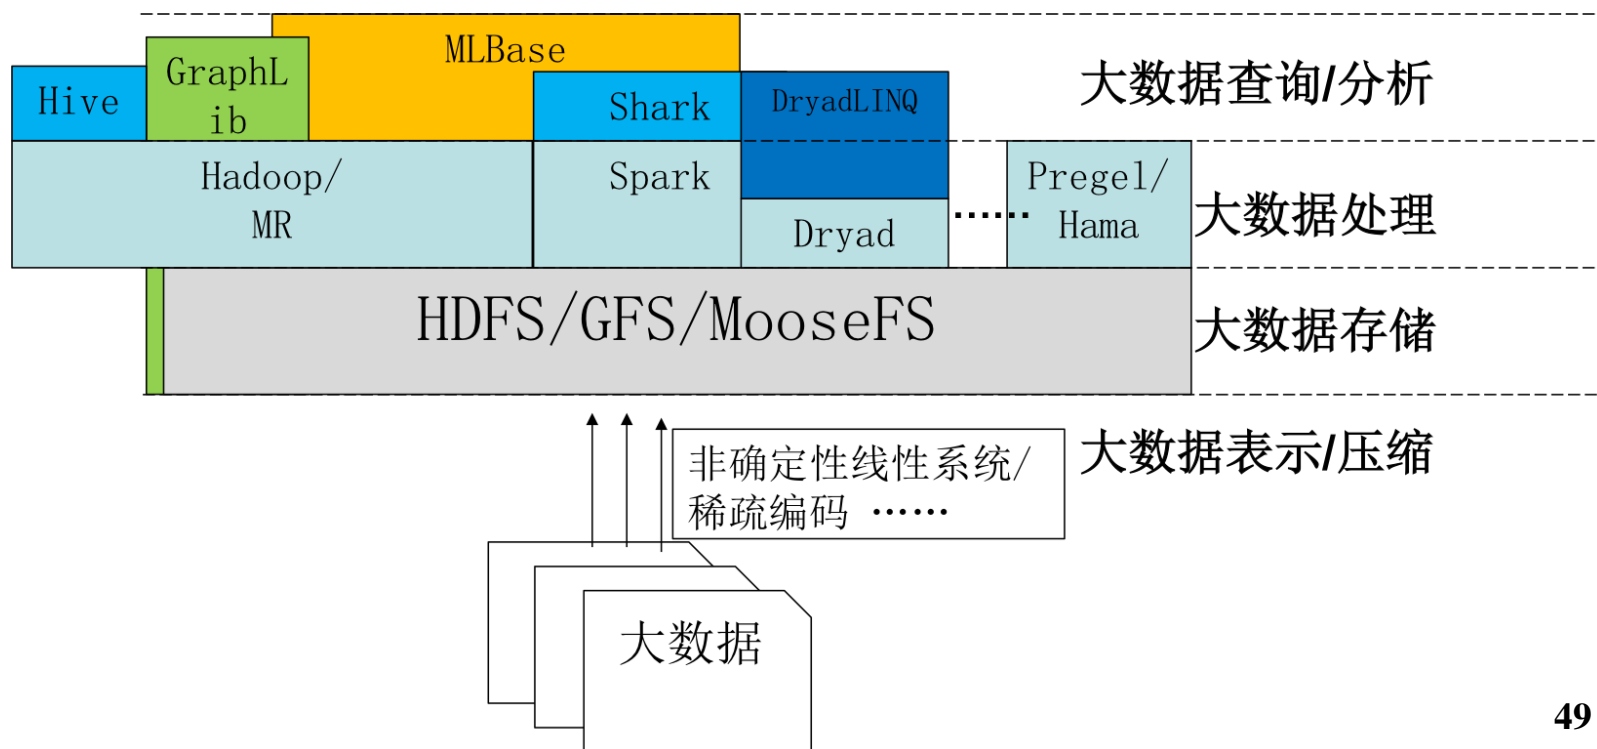 MLBase
GraphL
ib
Hive
Shark
DryadLINQ
大数据查询/分析
Hadoop/
MR
Spark
Dryad
……
Pregel/
Hama
大数据处理
HDFS/GFS/MooseFS
大数据存储
非确定性线性系统/
稀疏编码 ……
大数据表示/压缩
大数据
49